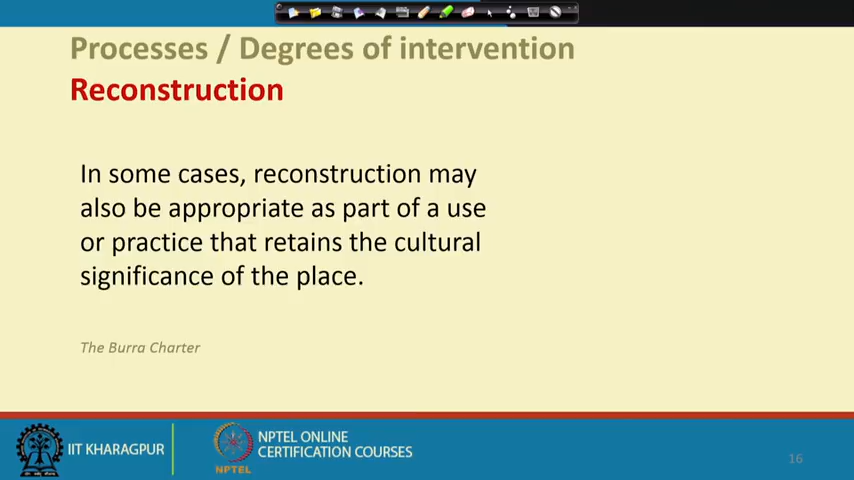 Processes / Degrees of intervention
Reconstruction
In some cases, reconstruction may
also be appropriate as part of a use
or practice that retains the cultural
significance of the place.
The Burra Charter
IIT KHARAGPUR
NPTEL
NPTEL ONLINE
CERTIFICATION COURSES
16